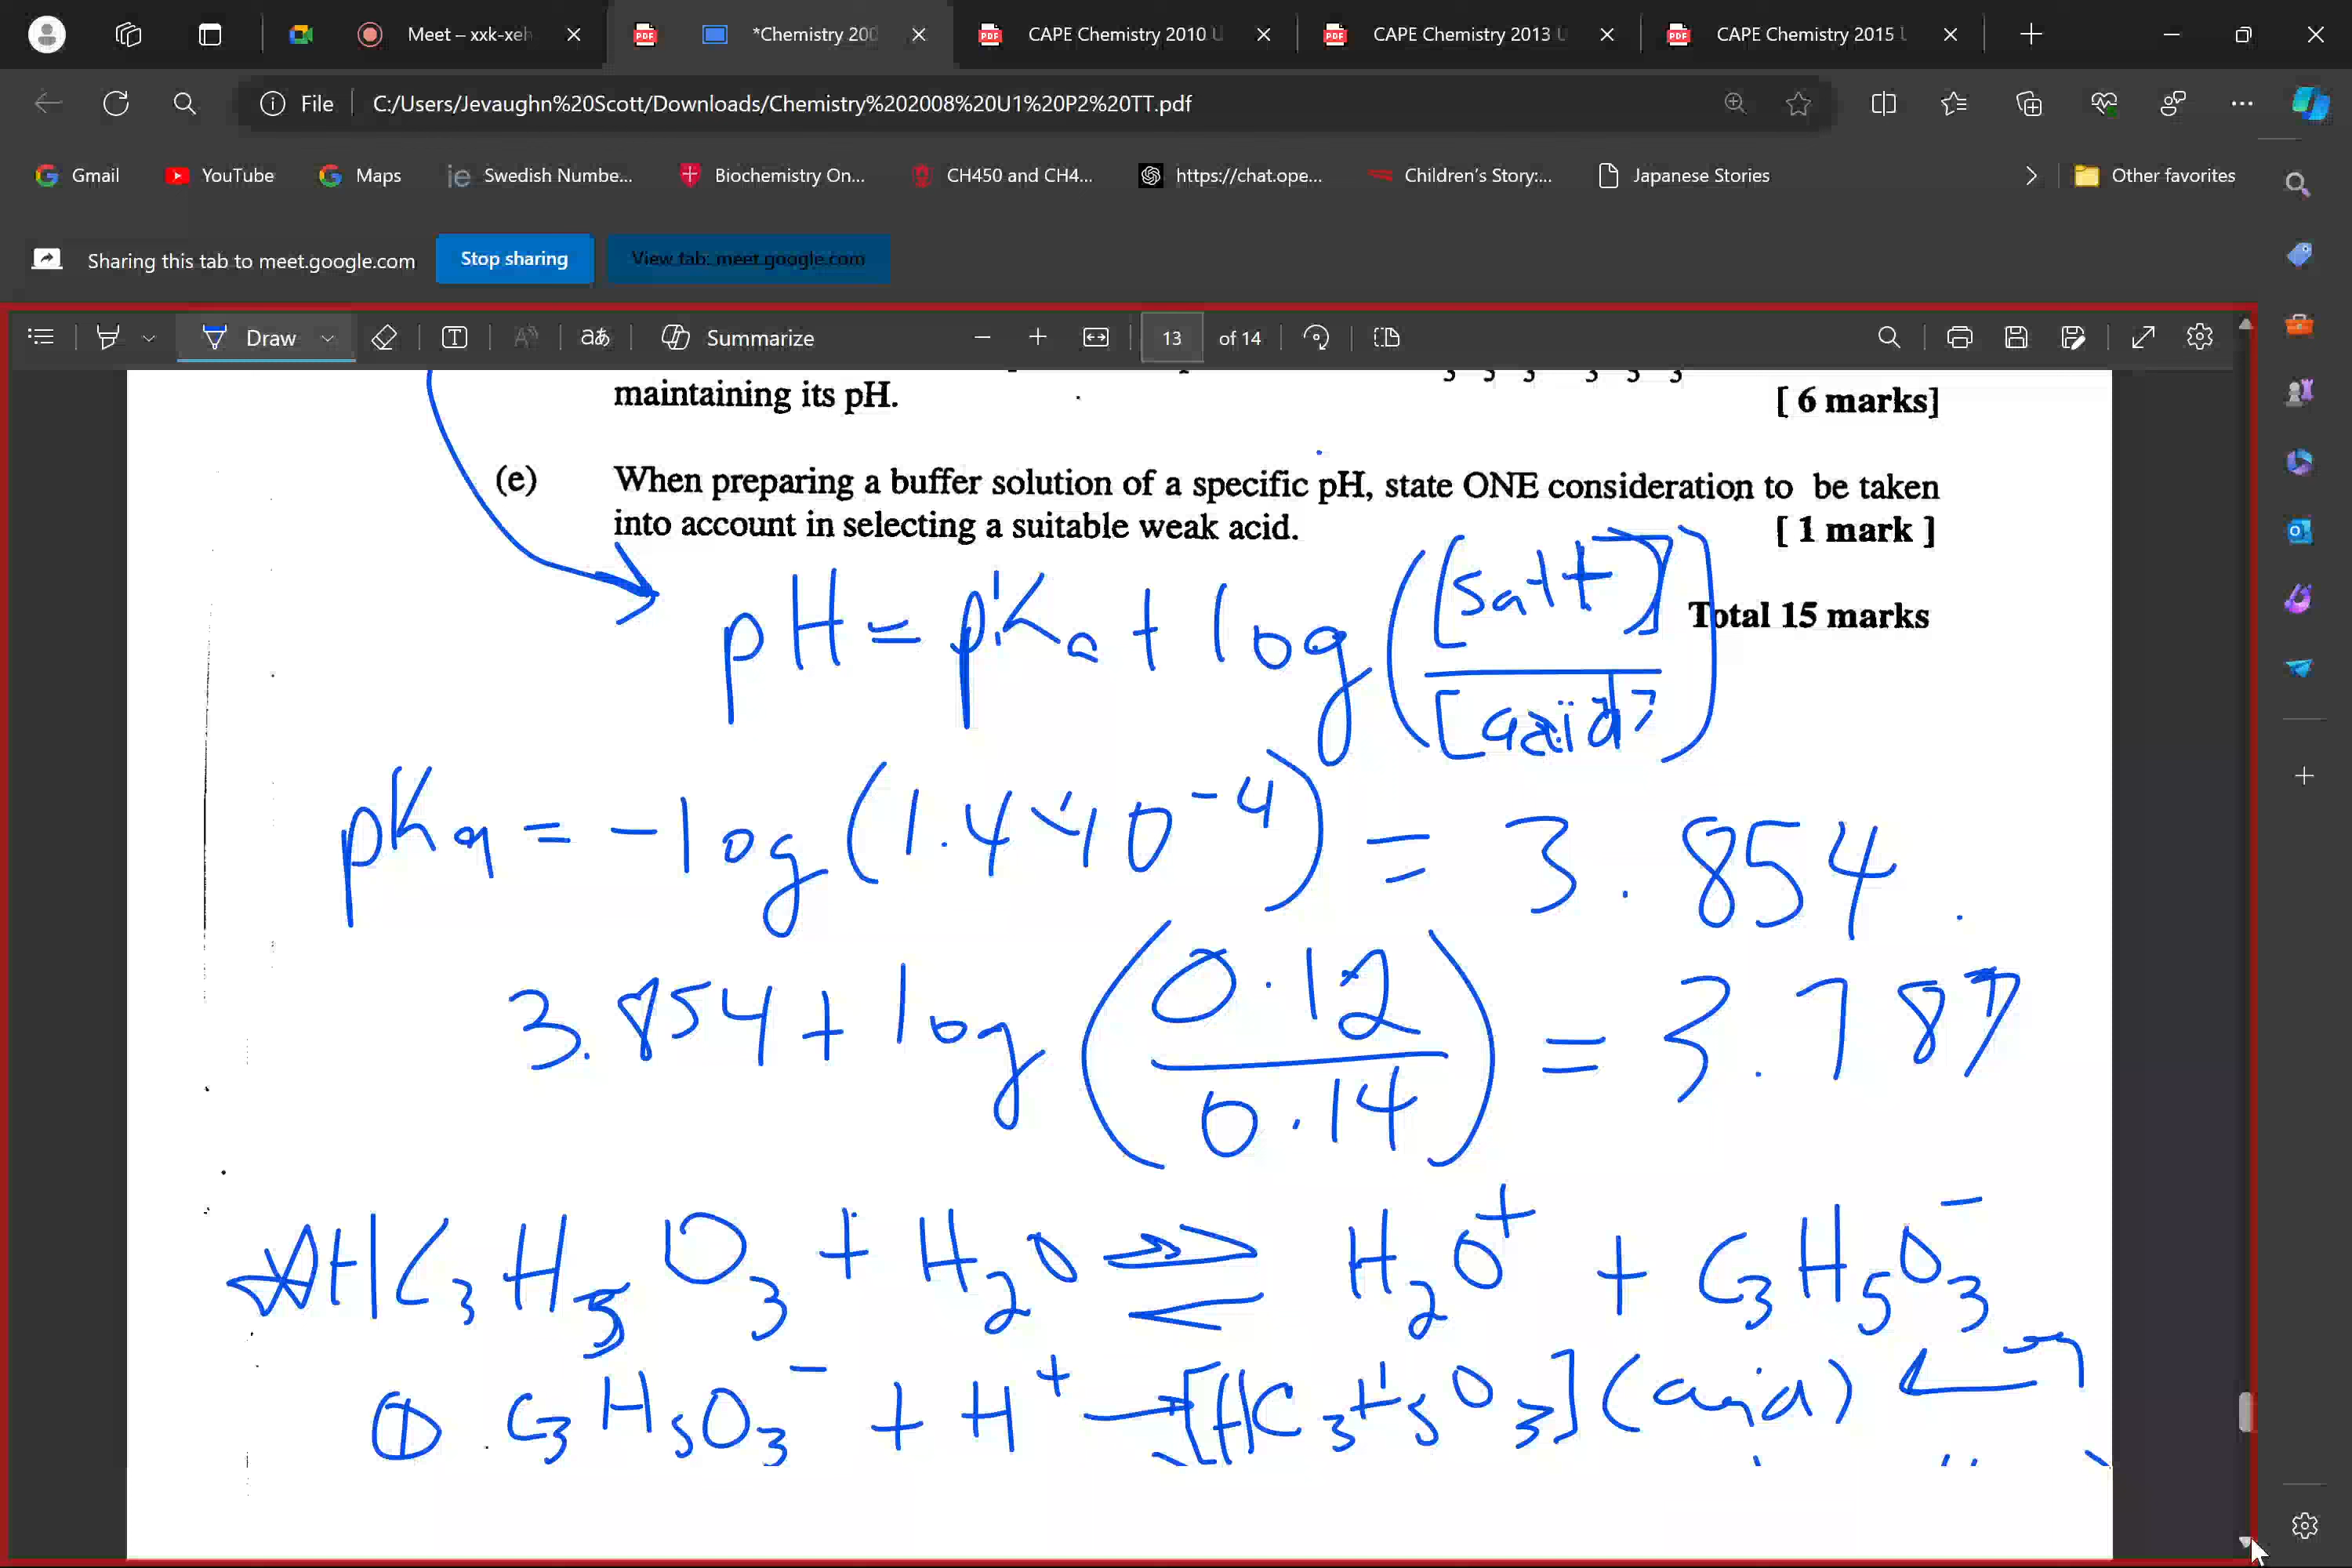 Meet – xxk-xeh
*Chemistry 200
CAPE Chemistry 2010 U
CAPE Chemistry 2013 U
CAPE Chemistry 2015 U
File
C:/Users/Jevaughn%20Scott/Downloads/Chemistry%202008%20U1%20P2%20TT.pdf
Gmail
YouTube
Maps
Swedish Numbe...
Biochemistry On...
CH450 and CH4...
https://chat.ope...
Children's Story:...
Japanese Stories
Other favorites
Sharing this tab to meet.google.com
Stop sharing
View tab: meet.google.com
Draw
Summarize
13 of 14
maintaining its pH. [ 6 marks]
(e) When preparing a buffer solution of a specific pH, state ONE consideration to be taken
into account in selecting a suitable weak acid. [ 1 mark ]
Total 15 marks
pH = pKa + log ([salt]/[acid])
pKa = -log (1.4×10⁻⁴) = 3.854
3.854 + log (0.12/0.14) = 3.787
HC₃H₅O₃ + H₂O ⇌ H₂O⁺ + C₃H₅O₃⁻
① C₃H₅O₃⁻ + H⁺ → [HC₃H₅O₃] (acid) ←